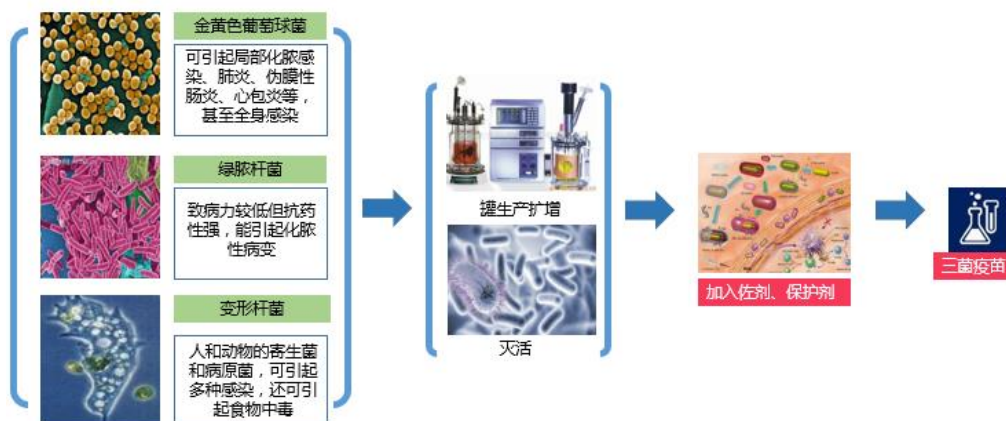 金黄色葡萄球菌
可引起局部化脓感
染、肺炎、伪膜性
肠炎、心包炎等，
甚至全身感染
绿脓杆菌
致病力较低但抗药
性强，能引起化脓
性病变
变形杆菌
人和动物的寄生菌
和病原菌，可引起
多种感染，还可引
起食物中毒
罐生产扩增
灭活
加入佐剂、保护剂
三菌疫苗